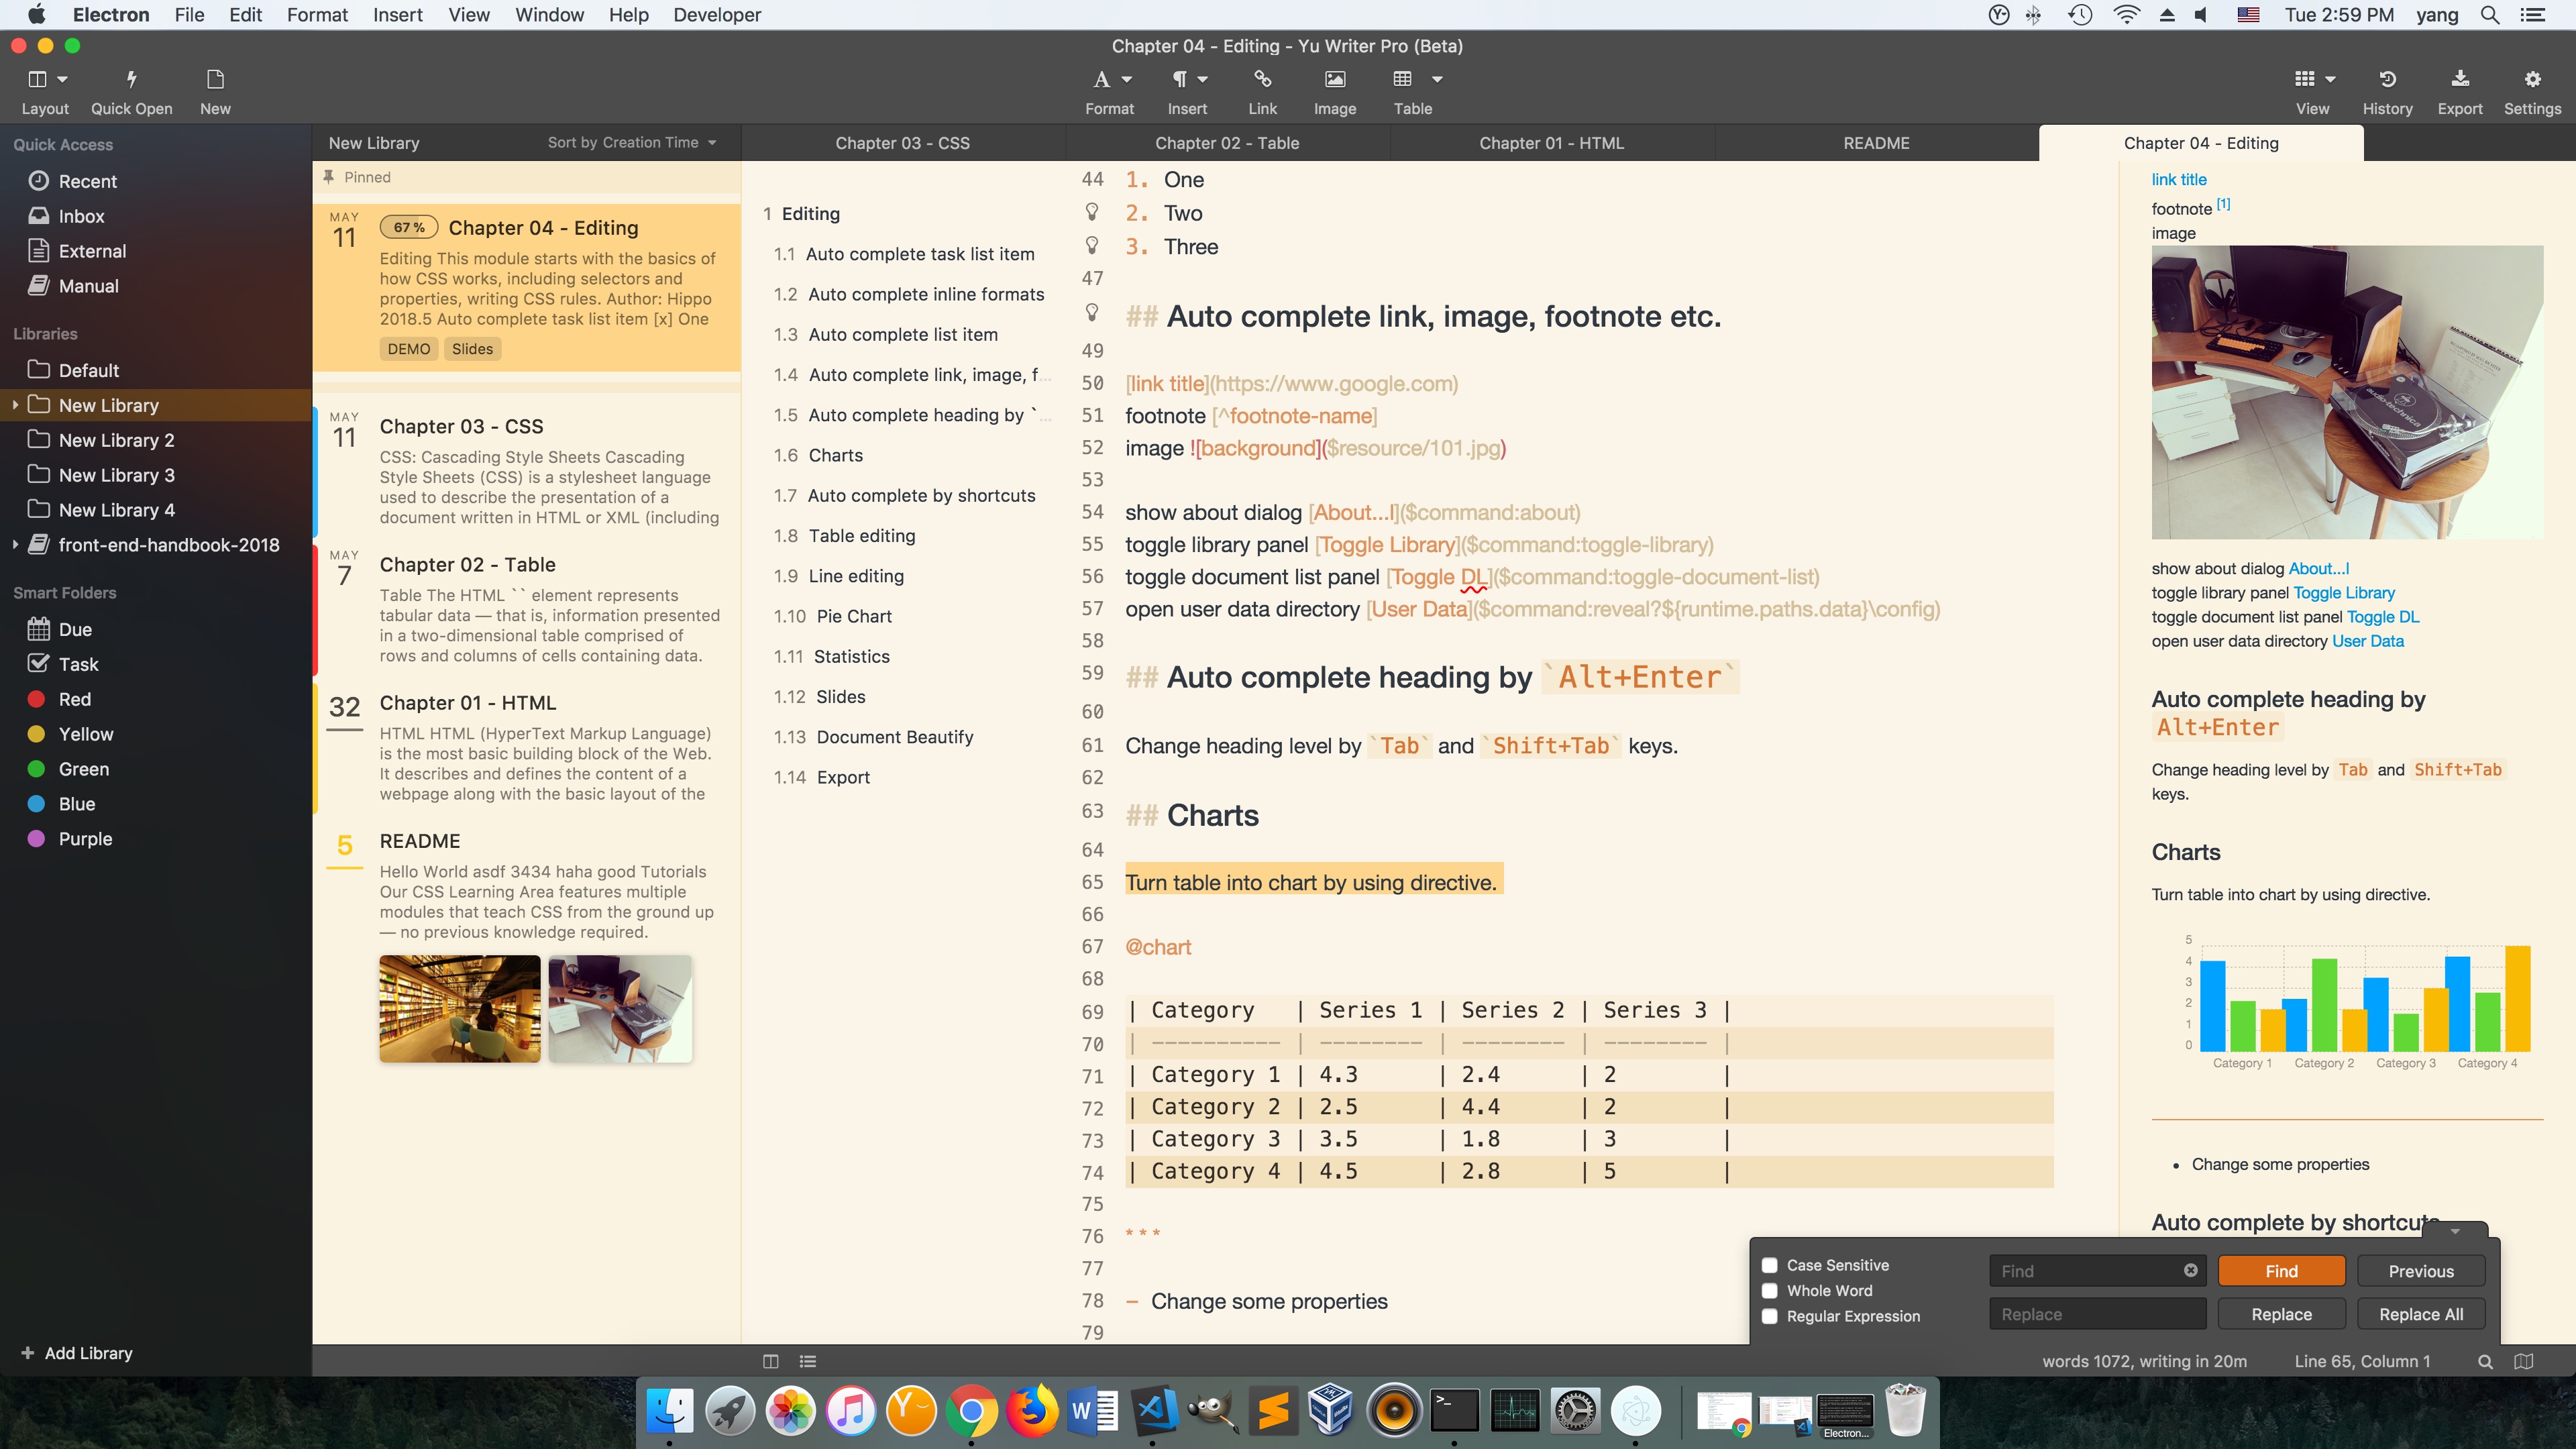 Electron File Edit Format Insert View Window Help Developer
Tue 2:59 PM yang
Chapter 04 - Editing - Yu Writer Pro (Beta)
Layout Quick Open New
Format Insert Link Image Table
View History Export Settings
Quick Access
Recent
Inbox
External
Manual
Libraries
Default
New Library
New Library 2
New Library 3
New Library 4
front-end-handbook-2018
Smart Folders
Due
Task
Red
Yellow
Green
Blue
Purple
+ Add Library
New Library Sort by Creation Time
Pinned
MAY
11
67 % Chapter 04 - Editing
Editing This module starts with the basics of
how CSS works, including selectors and
properties, writing CSS rules. Author: Hippo
2018.5 Auto complete task list item [x] One
DEMO Slides
MAY
11
Chapter 03 - CSS
CSS: Cascading Style Sheets Cascading
Style Sheets (CSS) is a stylesheet language
used to describe the presentation of a
document written in HTML or XML (including
MAY
7
Chapter 02 - Table
Table The HTML `` element represents
tabular data — that is, information presented
in a two-dimensional table comprised of
rows and columns of cells containing data.
32
Chapter 01 - HTML
HTML HTML (HyperText Markup Language)
is the most basic building block of the Web.
It describes and defines the content of a
webpage along with the basic layout of the
5
README
Hello World asdf 3434 haha good Tutorials
Our CSS Learning Area features multiple
modules that teach CSS from the ground up
— no previous knowledge required.
Chapter 03 - CSS Chapter 02 - Table Chapter 01 - HTML README Chapter 04 - Editing
1 Editing
1.1 Auto complete task list item
1.2 Auto complete inline formats
1.3 Auto complete list item
1.4 Auto complete link, image, f...
1.5 Auto complete heading by `...
1.6 Charts
1.7 Auto complete by shortcuts
1.8 Table editing
1.9 Line editing
1.10 Pie Chart
1.11 Statistics
1.12 Slides
1.13 Document Beautify
1.14 Export
44 1. One
2. Two
3. Three
47
## Auto complete link, image, footnote etc.
49
50 [link title](https://www.google.com)
51 footnote [^footnote-name]
52 image ![background]($resource/101.jpg)
53
54 show about dialog [About...l]($command:about)
55 toggle library panel [Toggle Library]($command:toggle-library)
56 toggle document list panel [Toggle DL]($command:toggle-document-list)
57 open user data directory [User Data]($command:reveal?${runtime.paths.data}\config)
58
59 ## Auto complete heading by `Alt+Enter`
60
61 Change heading level by `Tab` and `Shift+Tab` keys.
62
63 ## Charts
64
65 Turn table into chart by using directive.
66
67 @chart
68
69 | Category | Series 1 | Series 2 | Series 3 |
70 | ---------- | -------- | -------- | -------- |
71 | Category 1 | 4.3 | 2.4 | 2 |
72 | Category 2 | 2.5 | 4.4 | 2 |
73 | Category 3 | 3.5 | 1.8 | 3 |
74 | Category 4 | 4.5 | 2.8 | 5 |
75
76 ***
77
78 - Change some properties
79
link title
footnote [1]
image
audio-technica
show about dialog About...l
toggle library panel Toggle Library
toggle document list panel Toggle DL
open user data directory User Data
Auto complete heading by
Alt+Enter
Change heading level by Tab and Shift+Tab
keys.
Charts
Turn table into chart by using directive.
5
4
3
2
1
0
Category 1 Category 2 Category 3 Category 4
• Change some properties
Auto complete by shortcuts
Case Sensitive
Whole Word
Regular Expression
Find Find Previous
Replace Replace Replace All
words 1072, writing in 20m Line 65, Column 1
Electron...